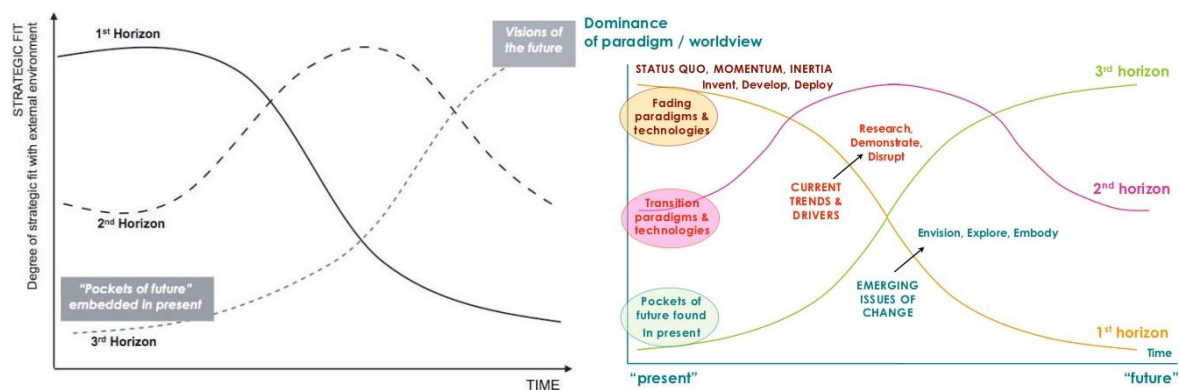 STRATEGIC FIT
Degree of strategic fit with external environment
1st Horizon
Visions
of the future
2nd Horizon
"Pockets of future"
embedded in present
3rd Horizon
TIME
Dominance
of paradigm / worldview
STATUS QUO, MOMENTUM, INERTIA
Invent, Develop, Deploy
3rd horizon
Fading
paradigms &
technologies
Research,
Demonstrate,
Disrupt
CURRENT
TRENDS &
DRIVERS
2nd horizon
Transition
paradigms
& technologies
Envision, Explore, Embody
EMERGING
ISSUES OF
CHANGE
Pockets of
future found
In present
1st horizon
Time
"present"
"future"